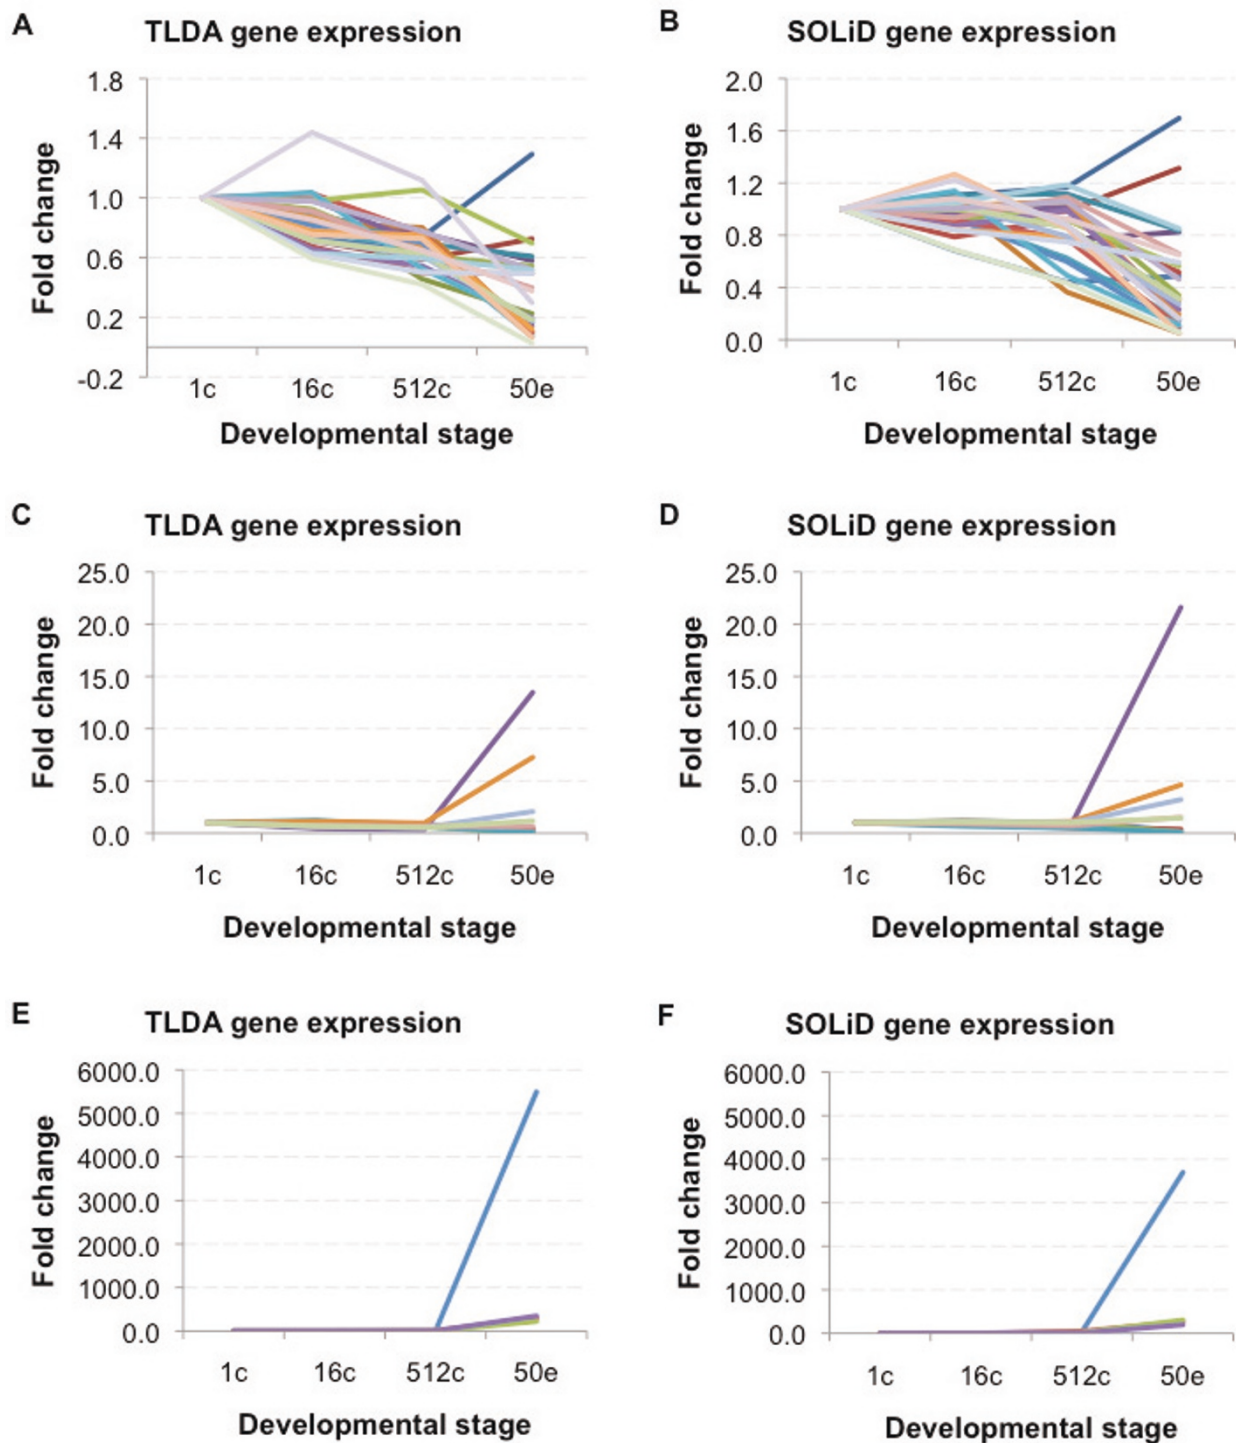 A
TLDA gene expression
Fold change
1.8
1.4
1.0
0.6
0.2
-0.2
1c 16c 512c 50e
Developmental stage
B
SOLiD gene expression
Fold change
2.0
1.6
1.2
0.8
0.4
0.0
1c 16c 512c 50e
Developmental stage
C
TLDA gene expression
Fold change
25.0
20.0
15.0
10.0
5.0
0.0
1c 16c 512c 50e
Developmental stage
D
SOLiD gene expression
Fold change
25.0
20.0
15.0
10.0
5.0
0.0
1c 16c 512c 50e
Developmental stage
E
TLDA gene expression
Fold change
6000.0
5000.0
4000.0
3000.0
2000.0
1000.0
0.0
1c 16c 512c 50e
Developmental stage
F
SOLiD gene expression
Fold change
6000.0
5000.0
4000.0
3000.0
2000.0
1000.0
0.0
1c 16c 512c 50e
Developmental stage